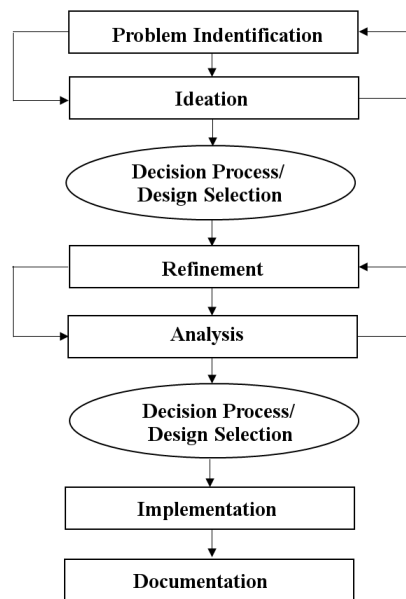 Problem Indentification
Ideation
Decision Process/
Design Selection
Refinement
Analysis
Decision Process/
Design Selection
Implementation
Documentation